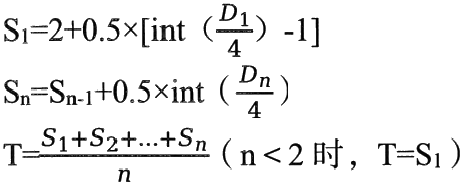 S₁=2+0.5×[int（D₁/4）-1]
Sₙ=Sₙ₋₁+0.5×int（Dₙ/4）
T=(S₁+S₂+...+Sₙ)/n（n＜2 时，T=S₁）